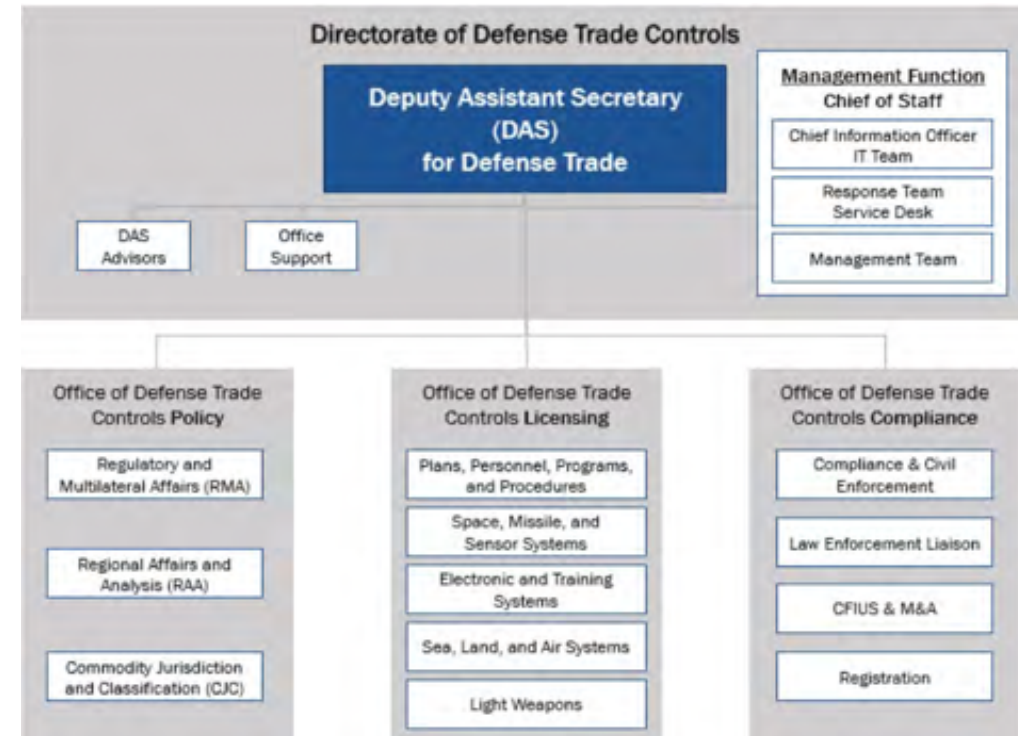 Directorate of Defense Trade Controls
Deputy Assistant Secretary
(DAS)
for Defense Trade
Management Function
Chief of Staff
Chief Information Officer
IT Team
Response Team
Service Desk
Management Team
DAS
Advisors
Office
Support
Office of Defense Trade
Controls Policy
Regulatory and
Multilateral Affairs (RMA)
Regional Affairs and
Analysis (RAA)
Commodity Jurisdiction
and Classification (CJC)
Office of Defense Trade
Controls Licensing
Plans, Personnel, Programs,
and Procedures
Space, Missile, and
Sensor Systems
Electronic and Training
Systems
Sea, Land, and Air Systems
Light Weapons
Office of Defense Trade
Controls Compliance
Compliance & Civil
Enforcement
Law Enforcement Liaison
CFIUS & M&A
Registration